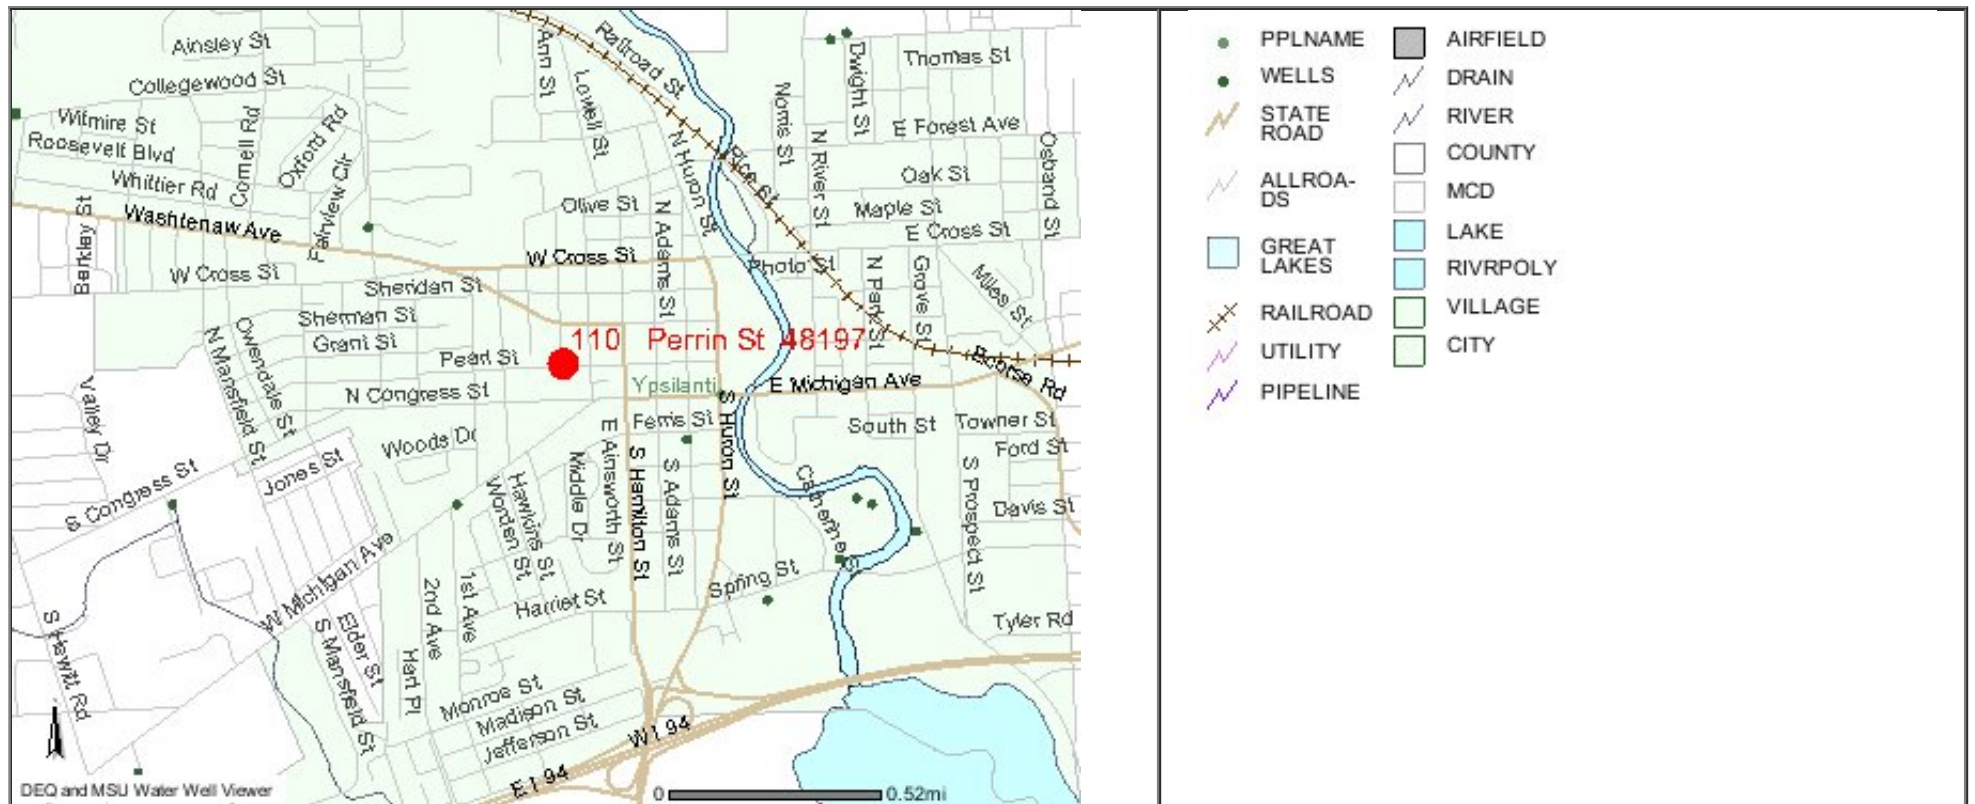 Ainsley St
Collegewood St
Witmire St
Roosevelt Blvd
Whittier Rd
Cornell Rd
Oxford Rd
Fairview Clr
Berkley St
Washtenaw Ave
W Cross St
Ann St
Railroad St
Lowell St
N Huron St
Rice St
Norris St
Dwight St
Thomas St
E Forest Ave
N River St
Oak St
Osband St
Olive St
N Adams St
Maple St
E Cross St
W Cross St
Photo St
N Park St
Grove St
Miles St
Sheridan St
Sherman St
Grant St
Pearl St
N Congress St
N Mansfield St
Owendale St
110 Perrin St 48197
Ypsilanti
E Michigan Ave
Ecorse Rd
Valley Dr
Woods Dr
Ferris St
S Huron St
South St
Towner St
Ford St
S Congress St
Jones St
Hawkins St
Worden St
Middle Dr
E Ainsworth St
S Hamilton St
S Adams St
Catherine St
S Prospect St
Davis St
W Michigan Ave
2nd Ave
1st Ave
Harriet St
Spring St
Tyler Rd
S Hewitt Rd
Elder St
S Mansfield St
Hart Pl
Monroe St
Madison St
Jefferson St
W I 94
E I 94
DEQ and MSU Water Well Viewer
0 0.52mi
PPLNAME
WELLS
STATE
ROAD
ALLROA-
DS
GREAT
LAKES
RAILROAD
UTILITY
PIPELINE
AIRFIELD
DRAIN
RIVER
COUNTY
MCD
LAKE
RIVRPOLY
VILLAGE
CITY